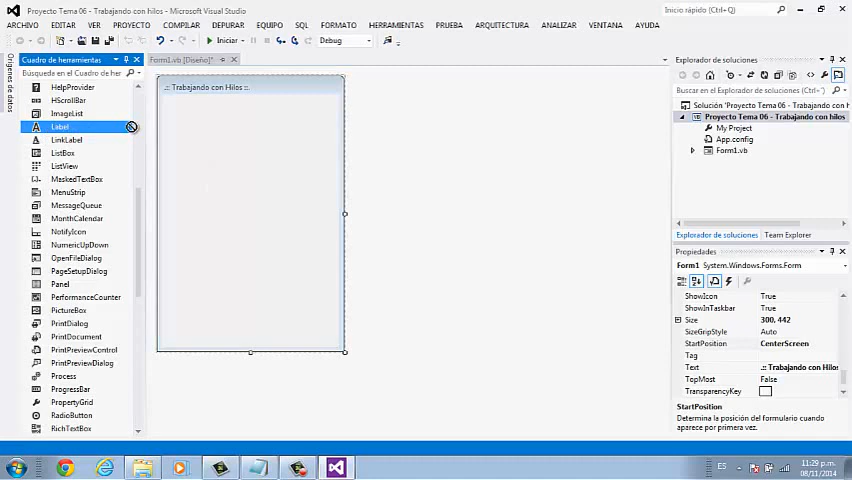 Proyecto Tema 06 - Trabajando con hilos - Microsoft Visual Studio
Inicio rápido (Ctrl+Q)
ARCHIVO EDITAR VER PROYECTO COMPILAR DEPURAR EQUIPO SQL FORMATO HERRAMIENTAS PRUEBA ARQUITECTURA ANALIZAR VENTANA AYUDA
Iniciar Debug
Orígenes de datos
Cuadro de herramientas
Búsqueda en el Cuadro de her
HelpProvider
HScrollBar
ImageList
Label
LinkLabel
ListBox
ListView
MaskedTextBox
MenuStrip
MessageQueue
MonthCalendar
NotifyIcon
NumericUpDown
OpenFileDialog
PageSetupDialog
Panel
PerformanceCounter
PictureBox
PrintDialog
PrintDocument
PrintPreviewControl
PrintPreviewDialog
Process
ProgressBar
PropertyGrid
RadioButton
RichTextBox
Form1.vb [Diseño]*
.:: Trabajando con Hilos ::.
Explorador de soluciones
Buscar en el Explorador de soluciones (Ctrl+')
Solución 'Proyecto Tema 06 - Trabajando con h
Proyecto Tema 06 - Trabajando con hilos
My Project
App.config
Form1.vb
Explorador de soluciones Team Explorer
Propiedades
Form1 System.Windows.Forms.Form
ShowIcon True
ShowInTaskbar True
Size 300, 442
SizeGripStyle Auto
StartPosition CenterScreen
Tag
Text .:: Trabajando con Hilos
TopMost False
TransparencyKey
StartPosition
Determina la posición del formulario cuando
aparece por primera vez.
ES
11:29 p.m.
08/11/2014